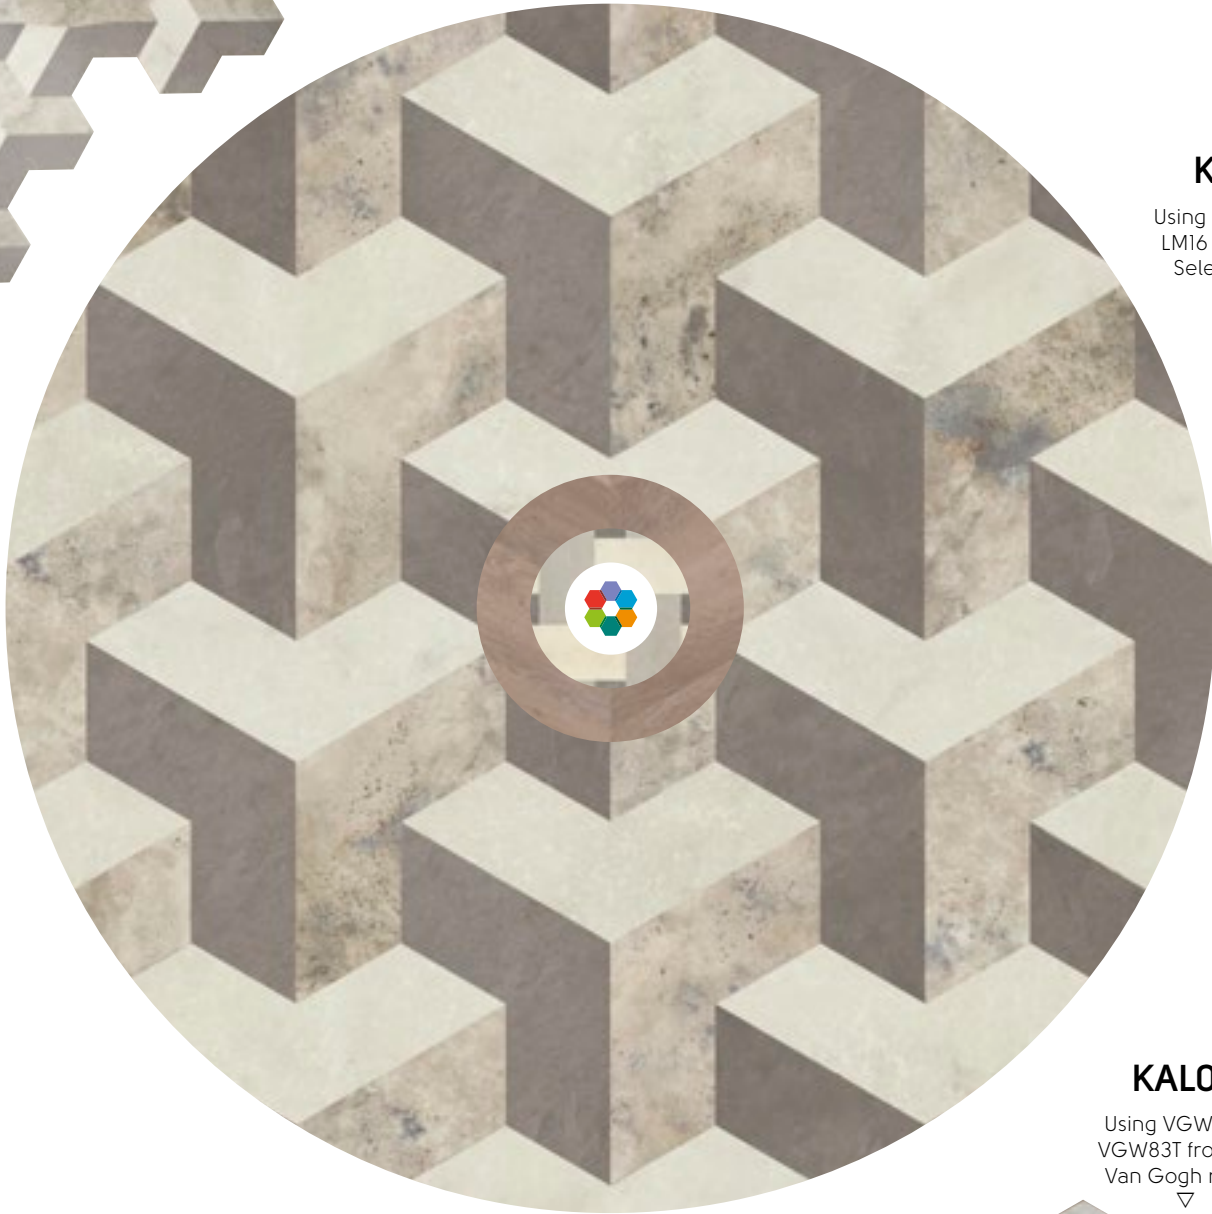 K
Using
LM16
Sele
KALO
Using VGW
VGW83T fro
Van Gogh r